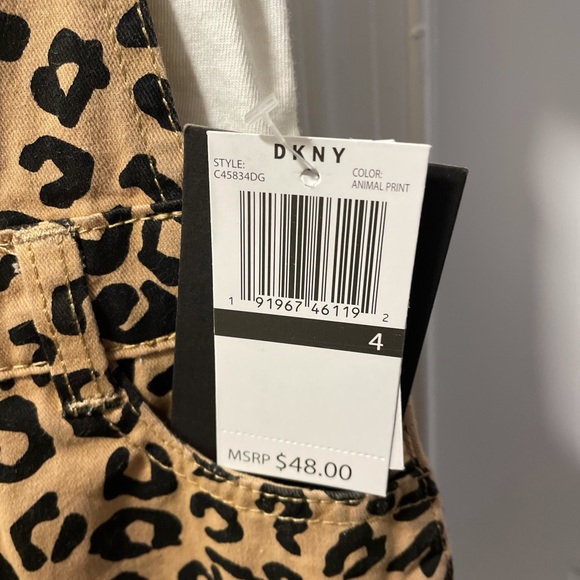 DKNY
STYLE:
C45834DG
COLOR:
ANIMAL PRINT
1 91967 46119 2
4
MSRP $48.00